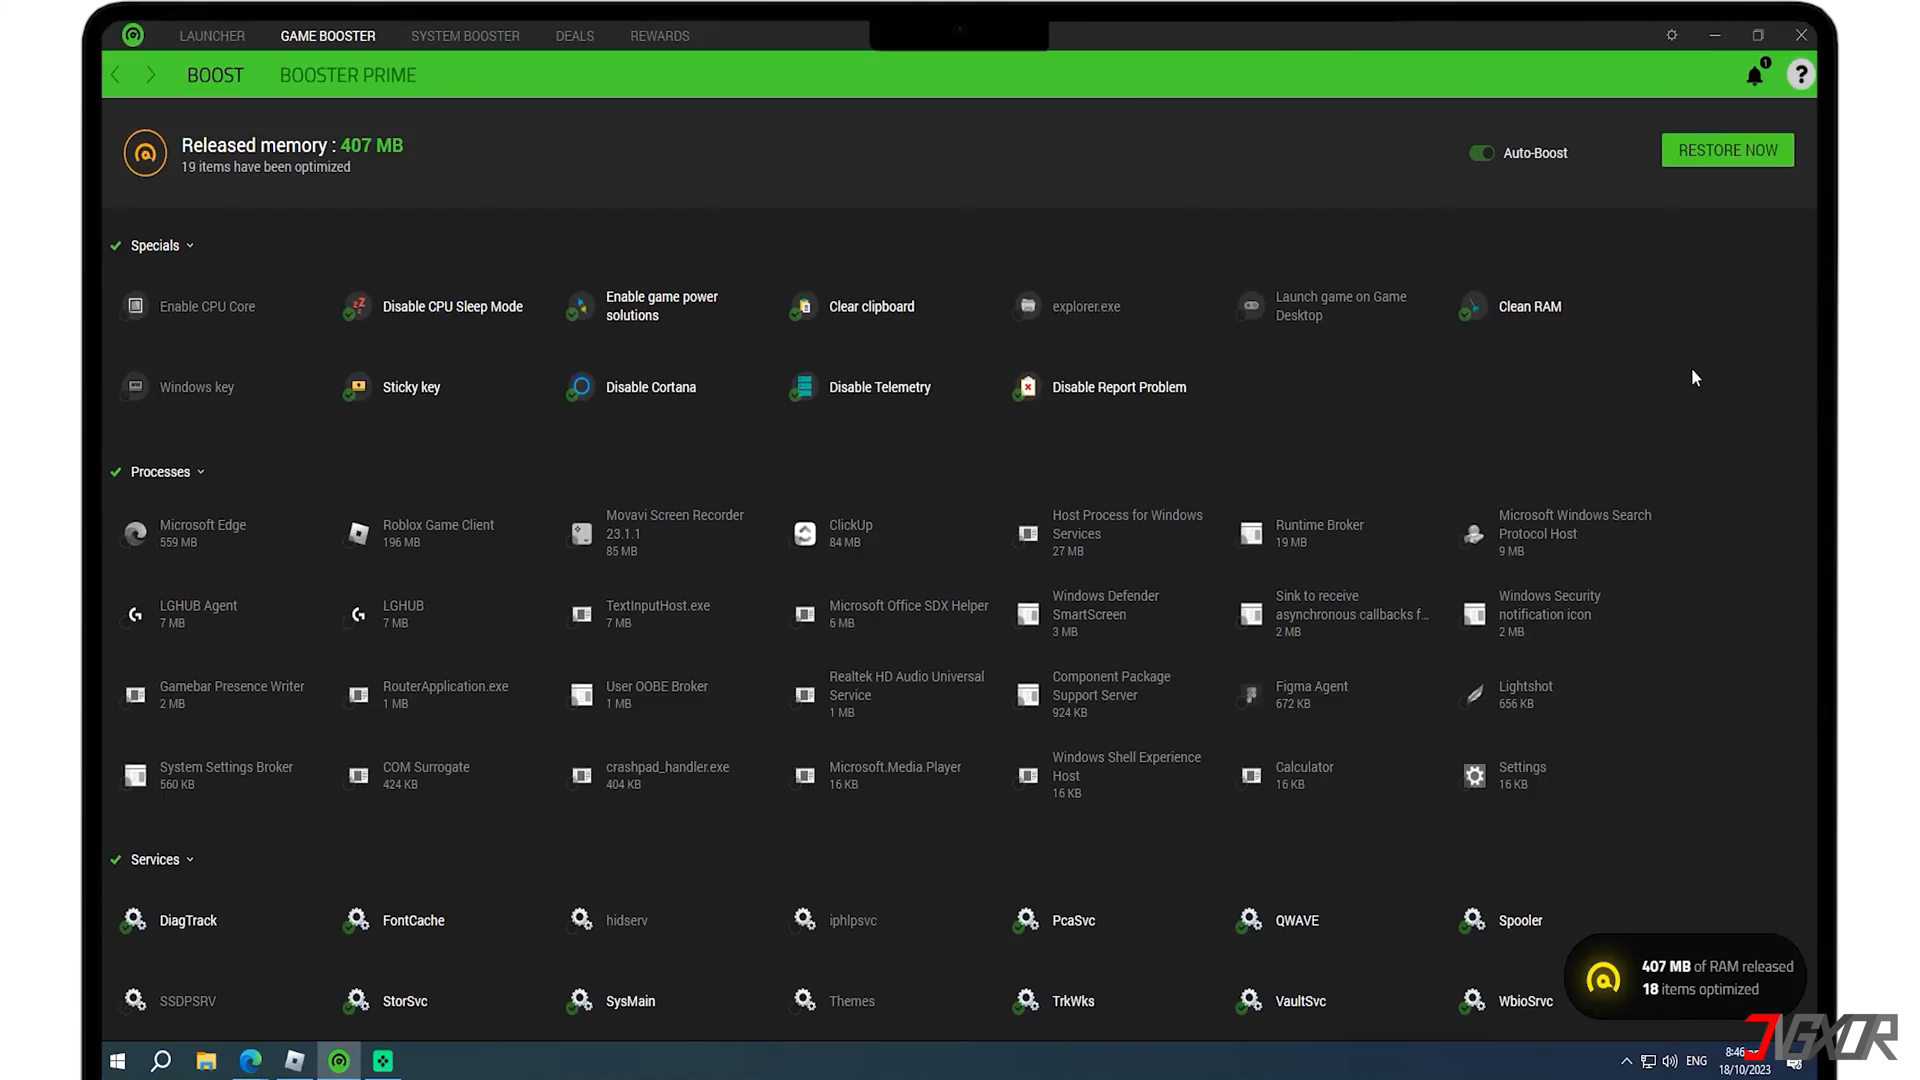 LAUNCHER GAME BOOSTER SYSTEM BOOSTER DEALS REWARDS
BOOST BOOSTER PRIME
1
?
Released memory : 407 MB
19 items have been optimized
Auto-Boost
RESTORE NOW
Specials
Enable CPU Core
Disable CPU Sleep Mode
Enable game power
solutions
Clear clipboard
explorer.exe
Launch game on Game
Desktop
Clean RAM
Windows key
Sticky key
Disable Cortana
Disable Telemetry
Disable Report Problem
Processes
Microsoft Edge
559 MB
Roblox Game Client
196 MB
Movavi Screen Recorder
23.1.1
85 MB
ClickUp
84 MB
Host Process for Windows
Services
27 MB
Runtime Broker
19 MB
Microsoft Windows Search
Protocol Host
9 MB
LGHUB Agent
7 MB
LGHUB
7 MB
TextInputHost.exe
7 MB
Microsoft Office SDX Helper
6 MB
Windows Defender
SmartScreen
3 MB
Sink to receive
asynchronous callbacks f...
2 MB
Windows Security
notification icon
2 MB
Gamebar Presence Writer
2 MB
RouterApplication.exe
1 MB
User OOBE Broker
1 MB
Realtek HD Audio Universal
Service
1 MB
Component Package
Support Server
924 KB
Figma Agent
672 KB
Lightshot
656 KB
System Settings Broker
560 KB
COM Surrogate
424 KB
crashpad_handler.exe
404 KB
Microsoft.Media.Player
16 KB
Windows Shell Experience
Host
16 KB
Calculator
16 KB
Settings
16 KB
Services
DiagTrack
FontCache
hidserv
iphlpsvc
PcaSvc
QWAVE
Spooler
SSDPSRV
StorSvc
SysMain
Themes
TrkWks
VaultSvc
WbioSrvc
407 MB of RAM released
18 items optimized
ENG
8:46
18/10/2023